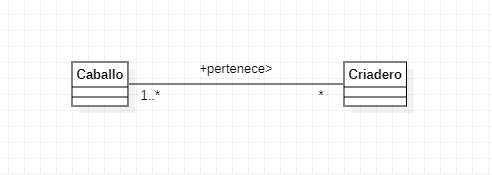 +pertenece>
Caballo
Criadero
1..*
*